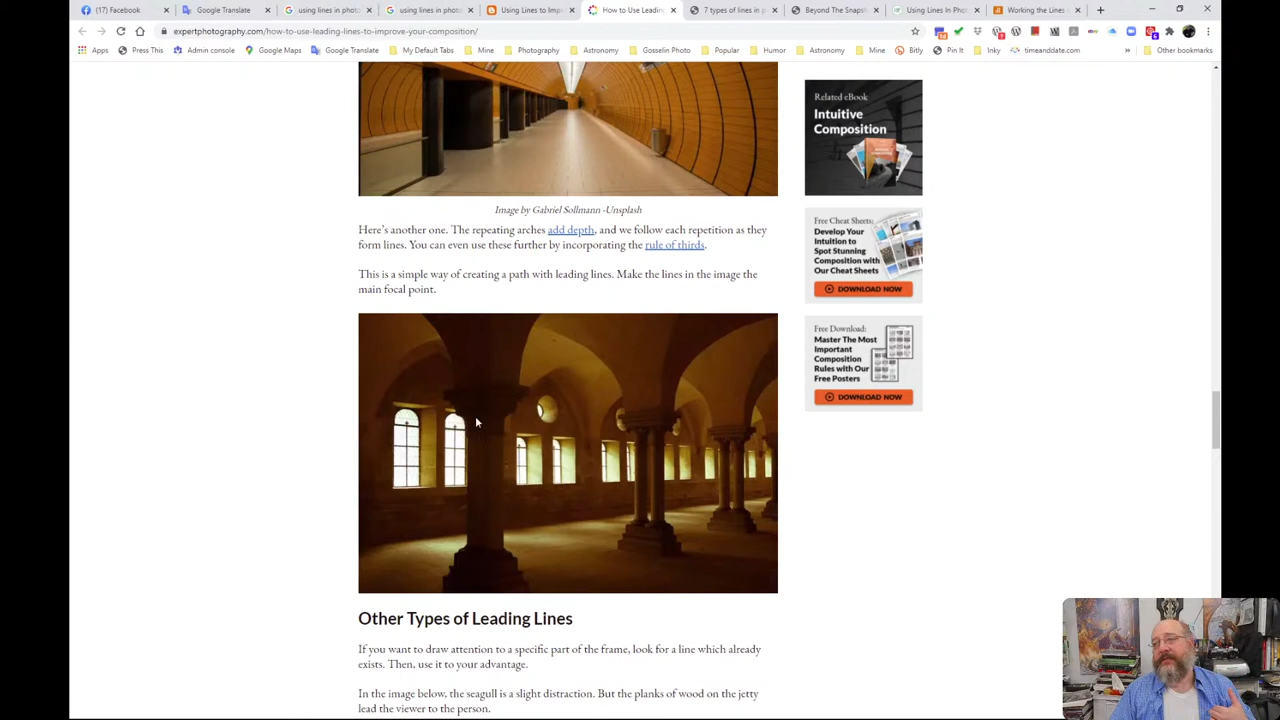 (17) Facebook
Google Translate
using lines in photo
using lines in photo
Using Lines to Impr
How to Use Leading
7 types of lines in p
Beyond The Snapsh
Using Lines In Phot
Working the Lines i
expertphotography.com/how-to-use-leading-lines-to-improve-your-composition/
Apps
Press This
Admin console
Google Maps
Google Translate
My Default Tabs
Mine
Photography
Astronomy
Gosselin Photo
Popular
Humor
Astronomy
Mine
Bitly
Pin It
Inky
timeanddate.com
»
Other bookmarks
Image by Gabriel Sollmann -Unsplash
Here's another one. The repeating arches add depth, and we follow each repetition as they
form lines. You can even use these further by incorporating the rule of thirds.
This is a simple way of creating a path with leading lines. Make the lines in the image the
main focal point.
Other Types of Leading Lines
If you want to draw attention to a specific part of the frame, look for a line which already
exists. Then, use it to your advantage.
In the image below, the seagull is a slight distraction. But the planks of wood on the jetty
lead the viewer to the person.
Related eBook
Intuitive
Composition
Free Cheat Sheets:
Develop Your
Intuition to
Spot Stunning
Composition with
Our Cheat Sheets
DOWNLOAD NOW
Free Download:
Master The Most
Important
Composition
Rules with Our
Free Posters
DOWNLOAD NOW